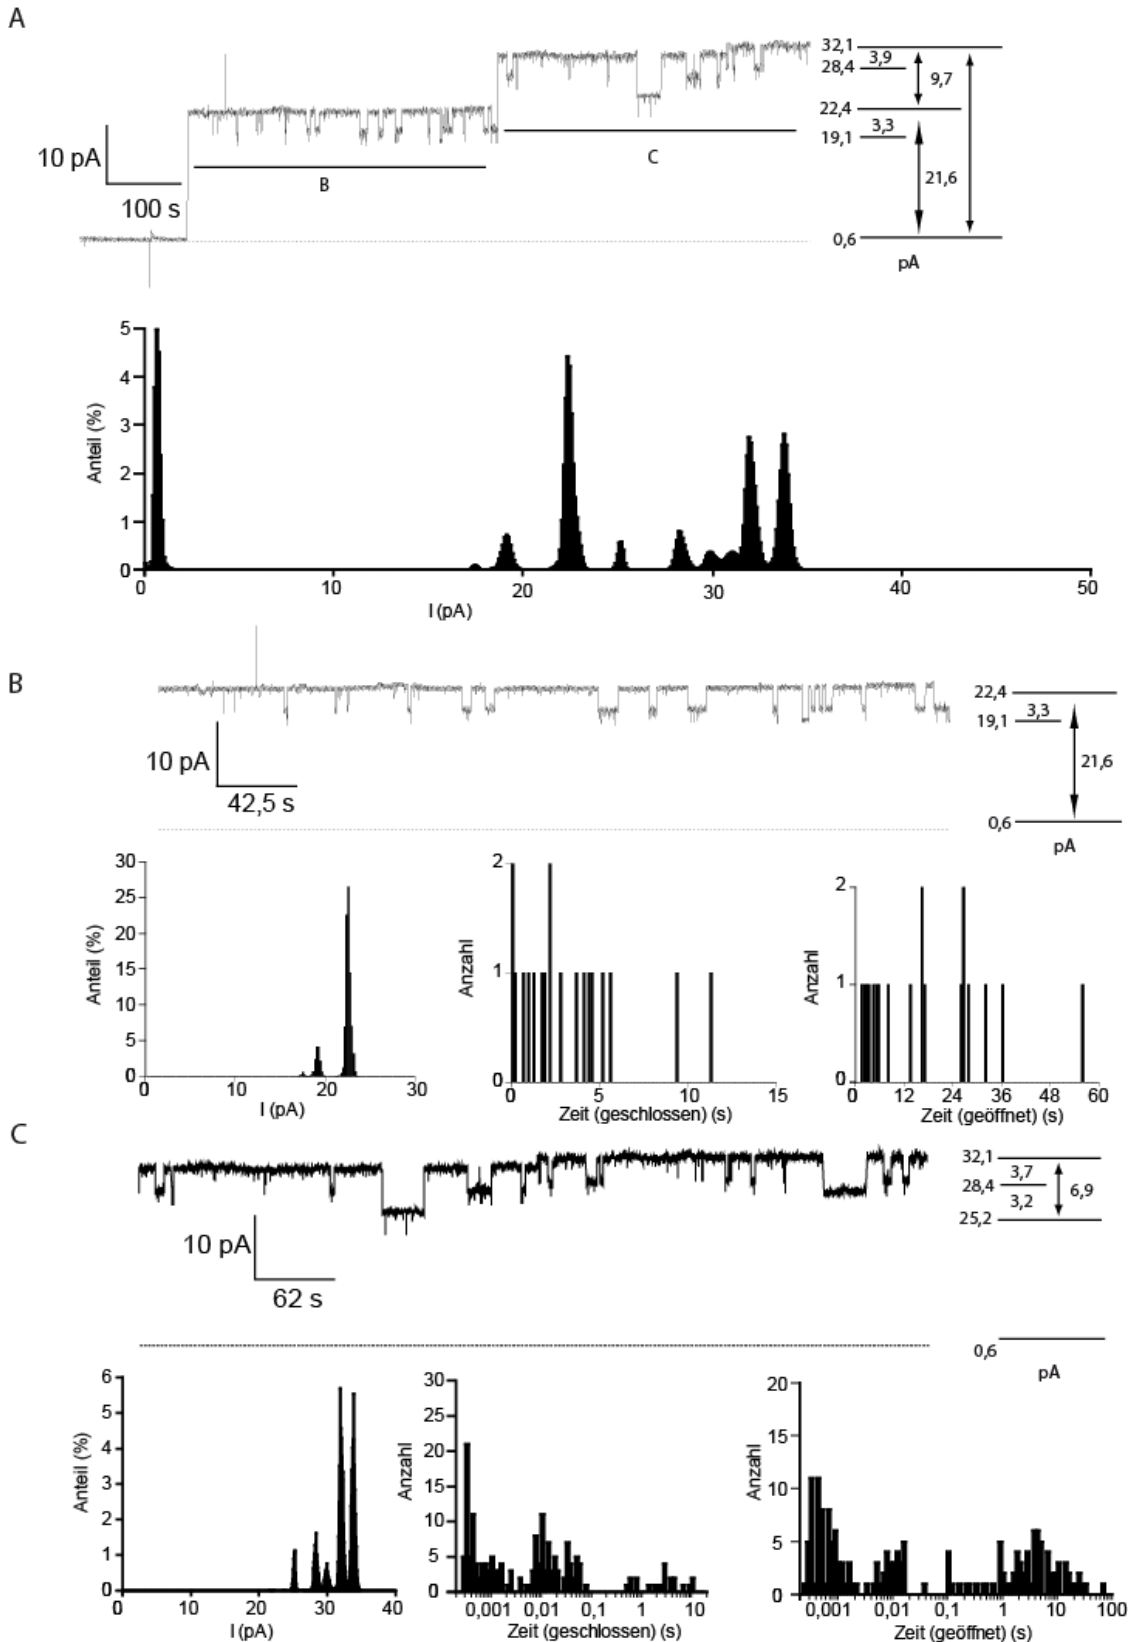 A
32,1
3,9
28,4
9,7
22,4
3,3
19,1
21,6
0,6
pA
10 pA
100 s
B
C
5
4
3
2
1
0
Anteil (%)
0 10 20 30 40 50
I (pA)
B
22,4
3,3
19,1
21,6
0,6
pA
10 pA
42,5 s
30
25
20
15
10
5
0
Anteil (%)
0 10 20 30
I (pA)
2
1
0
Anzahl
0 5 10 15
Zeit (geschlossen) (s)
2
1
0
Anzahl
0 12 24 36 48 60
Zeit (geöffnet) (s)
C
32,1
3,7
28,4
6,9
3,2
25,2
0,6
pA
10 pA
62 s
6
5
4
3
2
1
0
Anteil (%)
0 10 20 30 40
I (pA)
30
25
20
15
10
5
0
Anzahl
0,001 0,01 0,1 1 10
Zeit (geschlossen) (s)
20
15
10
5
0
Anzahl
0,001 0,01 0,1 1 10 100
Zeit (geöffnet) (s)